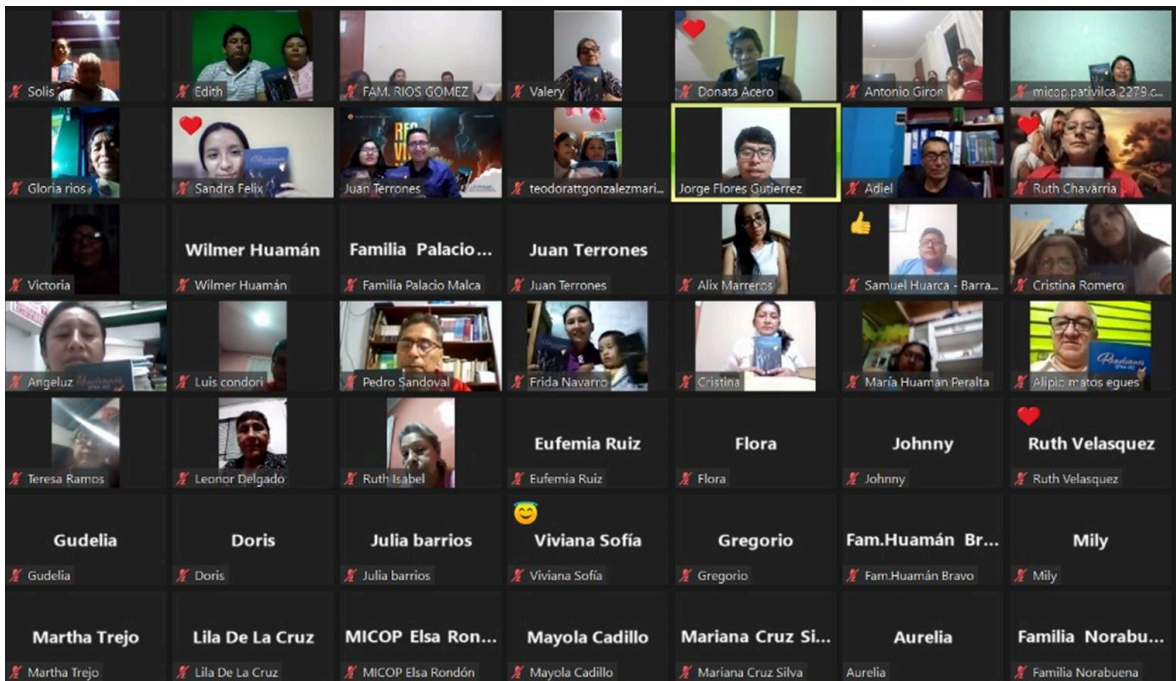 Solis
Edith
FAM. RIOS GOMEZ
Valery
Donata Acero
Antonio Giron
micop.pativilca.2279.c...
Gloria rios
Sandra Felix
Juan Terrones
teodorattgonzalezmari...
Jorge Flores Gutierrez
Adiel
Ruth Chavarria
Victoria
Wilmer Huamán
Wilmer Huamán
Familia Palacio...
Familia Palacio Malca
Juan Terrones
Juan Terrones
Alix Marreros
Samuel Huarca - Barra...
Cristina Romero
Angeluz
Luis condori
Pedro Sandoval
Frida Navarro
Cristina
María Huaman Peralta
Alipio matos egues
Teresa Ramos
Leonor Delgado
Ruth Isabel
Eufemia Ruiz
Eufemia Ruiz
Flora
Flora
Johnny
Johnny
Ruth Velasquez
Ruth Velasquez
Gudelia
Gudelia
Doris
Doris
Julia barrios
Julia barrios
Viviana Sofía
Viviana Sofía
Gregorio
Gregorio
Fam.Huamán Br...
Fam.Huamán Bravo
Mily
Mily
Martha Trejo
Martha Trejo
Lila De La Cruz
Lila De La Cruz
MICOP Elsa Ron...
MICOP Elsa Rondón
Mayola Cadillo
Mayola Cadillo
Mariana Cruz Si...
Mariana Cruz Silva
Aurelia
Aurelia
Familia Norabu...
Familia Norabuena